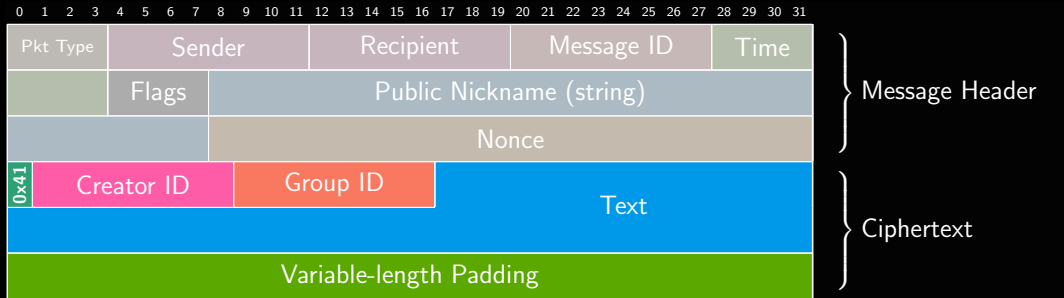 0 1 2 3 4 5 6 7 8 9 10 11 12 13 14 15 16 17 18 19 20 21 22 23 24 25 26 27 28 29 30 31
Pkt Type Sender Recipient Message ID Time
Flags Public Nickname (string)
Message Header
Nonce
0x41 Creator ID Group ID
Text
Ciphertext
Variable-length Padding